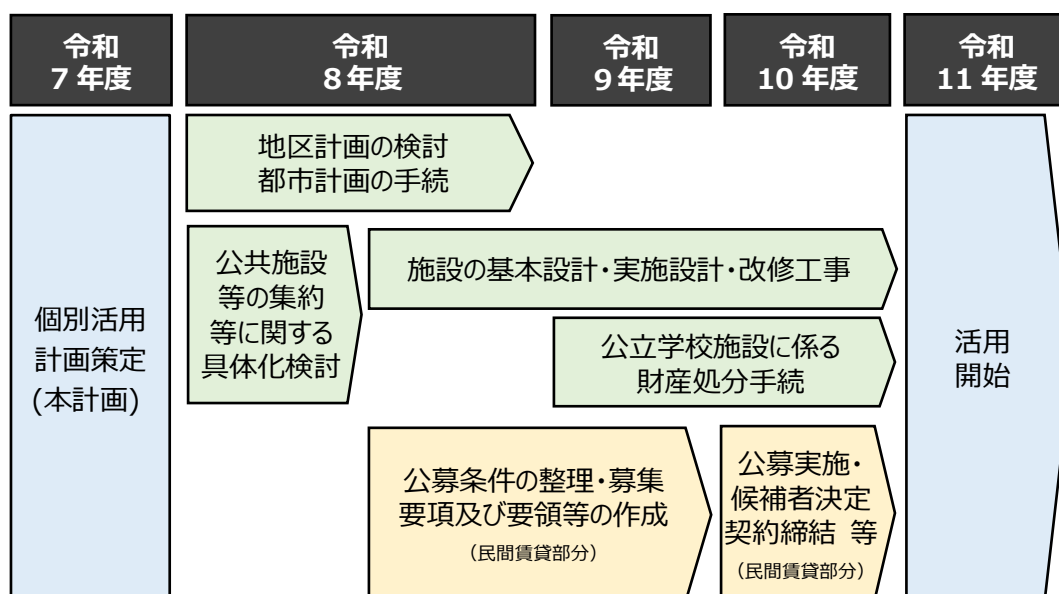 令和
7 年度
令和
8年度
令和
9年度
令和
10 年度
令和
11 年度
個別活用
計画策定
(本計画)
地区計画の検討
都市計画の手続
公共施設
等の集約
等に関する
具体化検討
施設の基本設計・実施設計・改修工事
公立学校施設に係る
財産処分手続
公募条件の整理・募集
要項及び要領等の作成
（民間賃貸部分）
公募実施・
候補者決定
契約締結 等
（民間賃貸部分）
活用
開始